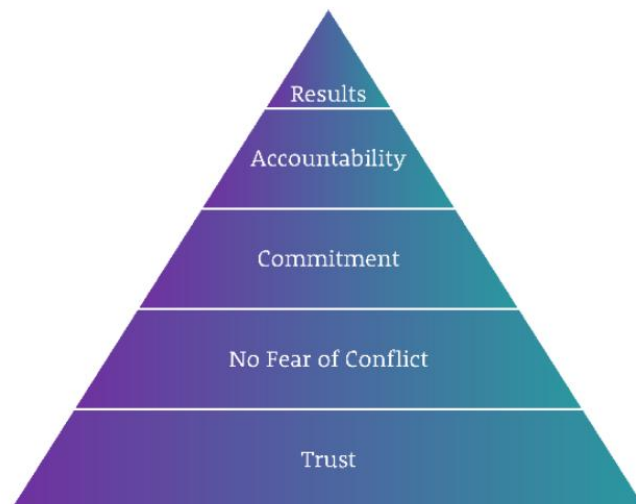 Results
Accountability
Commitment
No Fear of Conflict
Trust